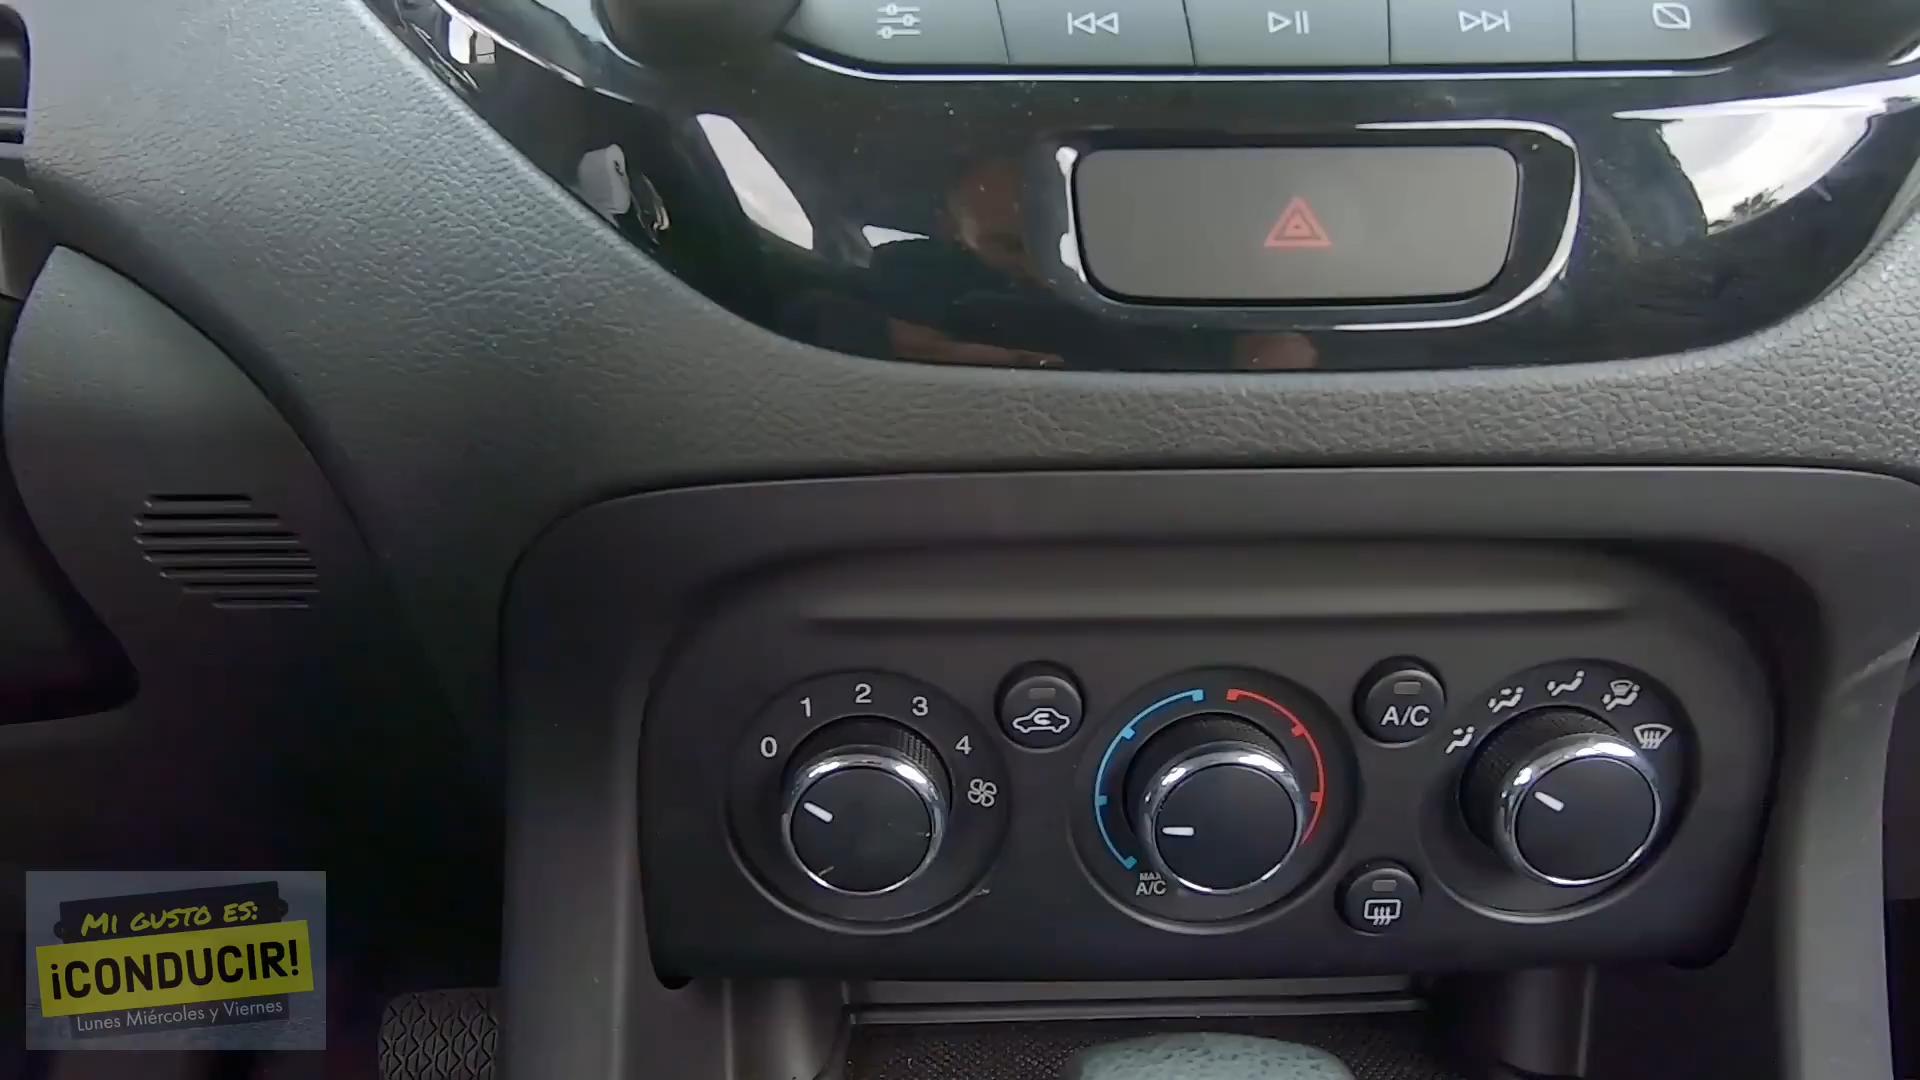 1 2 3
0 4
A/C
MAX
A/C
MI GUSTO ES:
¡CONDUCIR!
Lunes Miércoles y Viernes